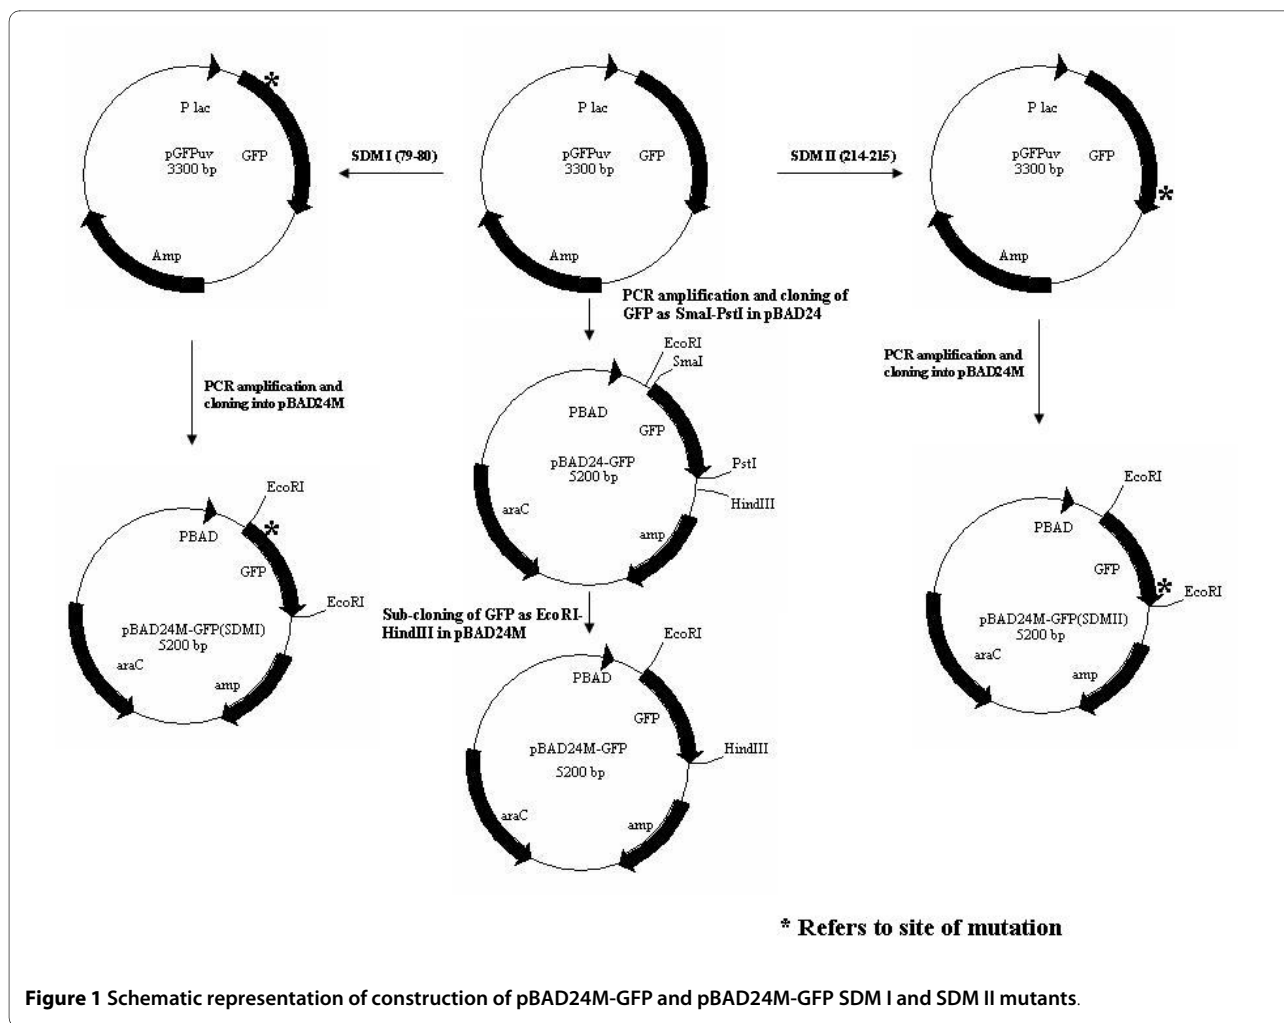 *
P lac
pGFPuv
3300 bp
GFP
Amp
SDM I (79-80)
P lac
pGFPuv
3300 bp
GFP
Amp
SDM II (214-215)
P lac
pGFPuv
3300 bp
GFP
*
Amp
PCR amplification and cloning of
GFP as SmaI-PstI in pBAD24
PCR amplification and
cloning into pBAD24M
EcoRI
SmaI
PBAD
GFP
pBAD24-GFP
5200 bp
PstI
HindIII
araC
amp
PCR amplification and
cloning into pBAD24M
EcoRI
*
PBAD
GFP
EcoRI
pBAD24M-GFP(SDMI)
5200 bp
araC
amp
Sub-cloning of GFP as EcoRI-
HindIII in pBAD24M
EcoRI
PBAD
GFP
HindIII
pBAD24M-GFP
5200 bp
araC
amp
EcoRI
PBAD
GFP
*
EcoRI
pBAD24M-GFP(SDMII)
5200 bp
araC
amp
* Refers to site of mutation
Figure 1 Schematic representation of construction of pBAD24M-GFP and pBAD24M-GFP SDM I and SDM II mutants.